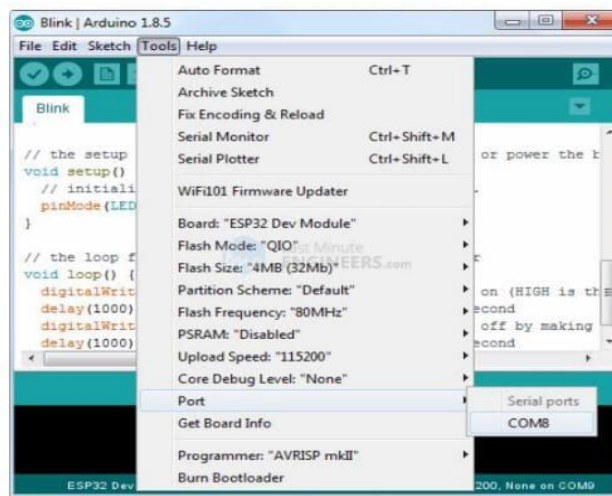 Blink | Arduino 1.8.5
File Edit Sketch Tools Help
Blink
// the setup
void setup()
// initiali
pinMode(LED
}
// the loop f
void loop() {
digitalWrit
delay(1000)
digitalWrit
delay(1000)
Auto Format Ctrl+T
Archive Sketch
Fix Encoding & Reload
Serial Monitor Ctrl+Shift+M
Serial Plotter Ctrl+Shift+L
WiFi101 Firmware Updater
Board: "ESP32 Dev Module"
Flash Mode: "QIO"
Flash Size: "4MB (32Mb)"
Partition Scheme: "Default"
Flash Frequency: "80MHz"
PSRAM: "Disabled"
Upload Speed: "115200"
Core Debug Level: "None"
Port
Get Board Info
Programmer: "AVRISP mkII"
Burn Bootloader
Serial ports
COM8
or power the b
on (HIGH is the
econd
off by making
econd
Minute
ENGINEERS.com
ESP32 Dev
200, None on COM9